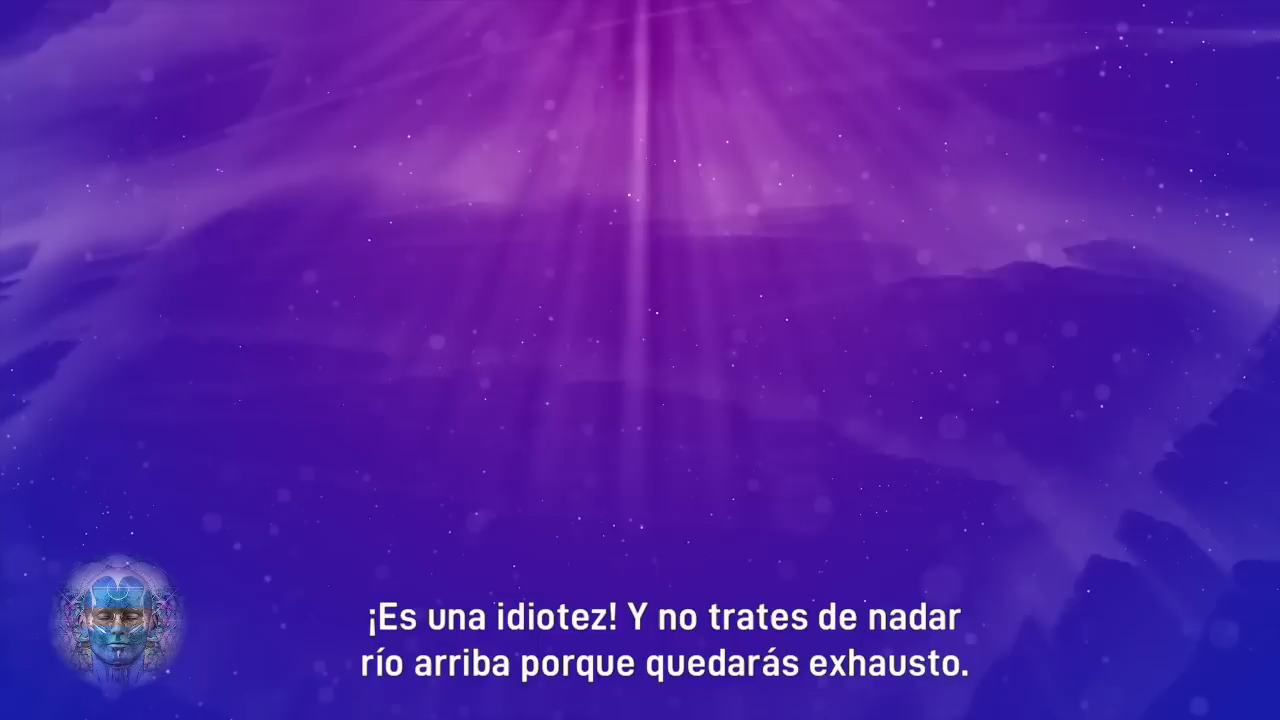 ¡Es una idiotez! Y no trates de nadar
río arriba porque quedarás exhausto.